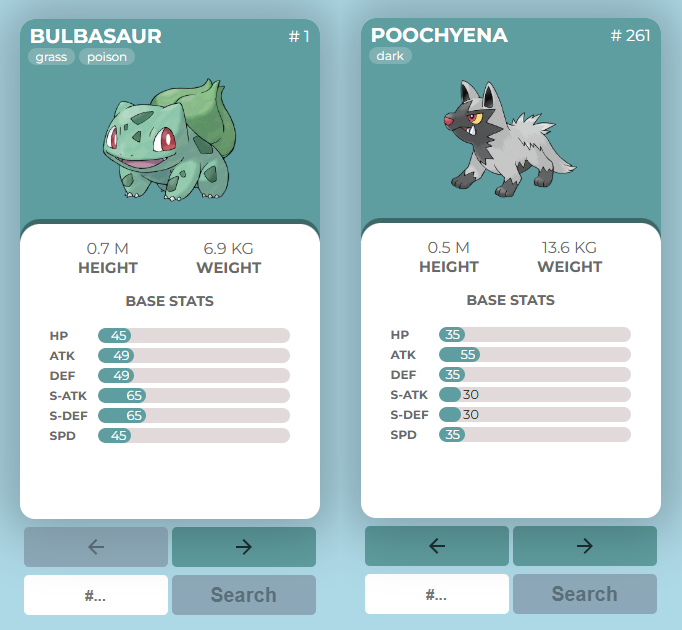 BULBASAUR # 1
grass poison
0.7 M 6.9 KG
HEIGHT WEIGHT
BASE STATS
HP 45
ATK 49
DEF 49
S-ATK 65
S-DEF 65
SPD 45
← →
#... Search
POOCHYENA # 261
dark
0.5 M 13.6 KG
HEIGHT WEIGHT
BASE STATS
HP 35
ATK 55
DEF 35
S-ATK 30
S-DEF 30
SPD 35
← →
#... Search